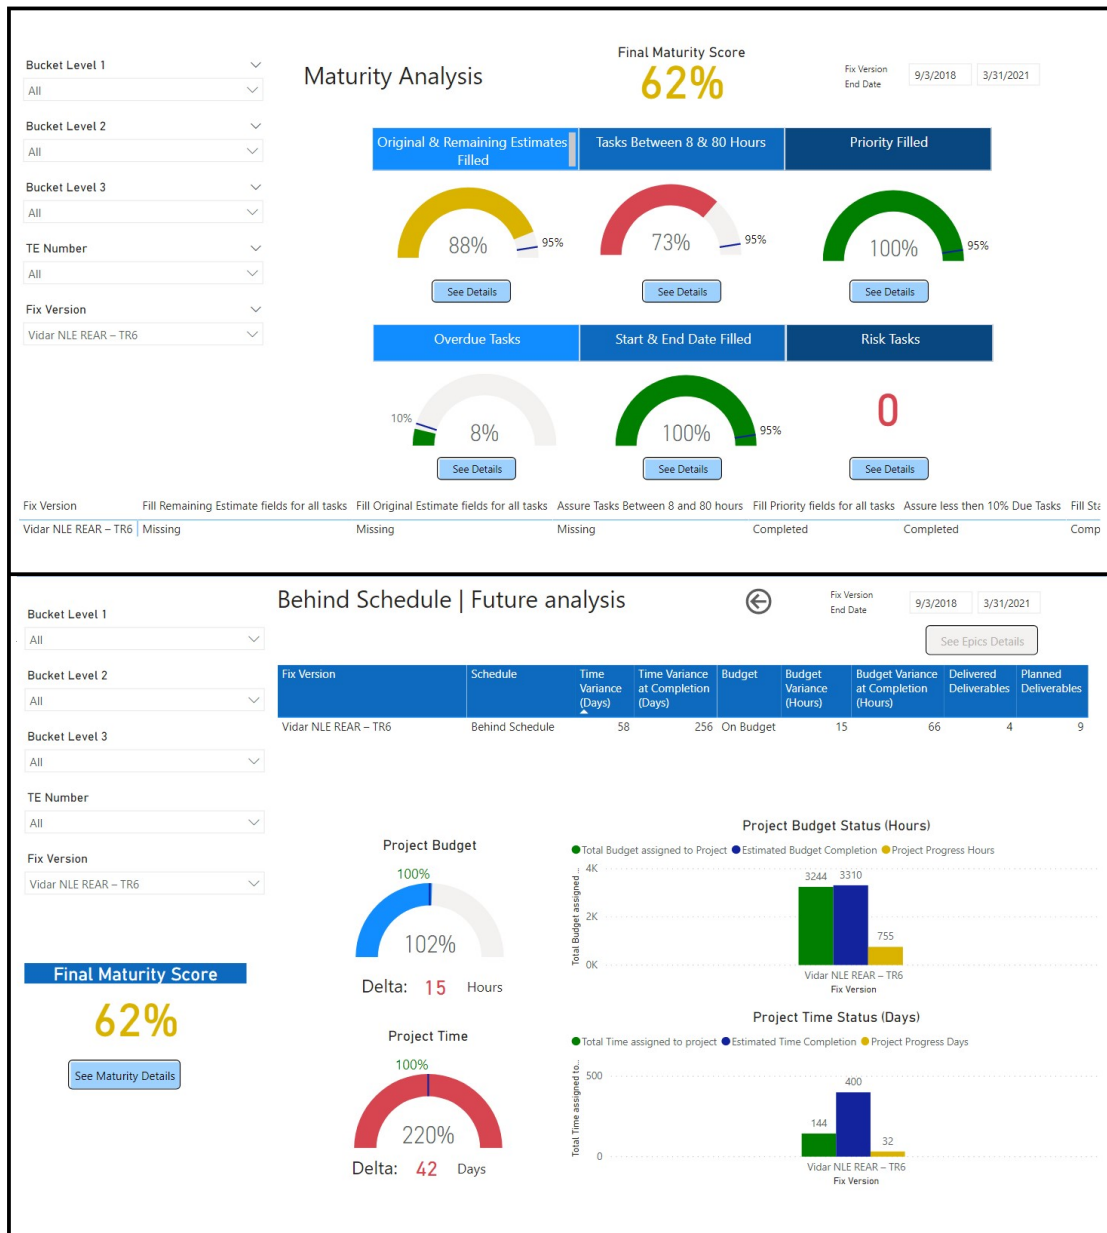 Bucket Level 1
All
Bucket Level 2
All
Bucket Level 3
All
TE Number
All
Fix Version
Vidar NLE REAR – TR6
Maturity Analysis
Final Maturity Score
62%
Fix Version
End Date
9/3/2018
3/31/2021
Original & Remaining Estimates
Filled
Tasks Between 8 & 80 Hours
Priority Filled
88%
95%
73%
95%
100%
95%
See Details
See Details
See Details
Overdue Tasks
Start & End Date Filled
Risk Tasks
10%
8%
100%
95%
0
See Details
See Details
See Details
Fix Version Fill Remaining Estimate fields for all tasks Fill Original Estimate fields for all tasks Assure Tasks Between 8 and 80 hours Fill Priority fields for all tasks Assure less then 10% Due Tasks Fill Sta
Vidar NLE REAR – TR6 Missing Missing Missing Completed Completed Comp
Behind Schedule | Future analysis
Fix Version
End Date
9/3/2018
3/31/2021
See Epics Details
Bucket Level 1
All
Bucket Level 2
All
Bucket Level 3
All
TE Number
All
Fix Version
Vidar NLE REAR – TR6
Final Maturity Score
62%
See Maturity Details
Fix Version
Schedule
Time
Variance
(Days)
Time Variance
at Completion
(Days)
Budget
Budget
Variance
(Hours)
Budget Variance
at Completion
(Hours)
Delivered
Deliverables
Planned
Deliverables
Vidar NLE REAR – TR6 Behind Schedule 58 256 On Budget 15 66 4 9
Project Budget
100%
102%
Delta: 15 Hours
Project Time
100%
220%
Delta: 42 Days
Project Budget Status (Hours)
Total Budget assigned to Project Estimated Budget Completion Project Progress Hours
Total Budget assigned ...
4K
2K
0K
3244
3310
755
Vidar NLE REAR – TR6
Fix Version
Project Time Status (Days)
Total Time assigned to project Estimated Time Completion Project Progress Days
Total Time assigned to...
500
0
144
400
32
Vidar NLE REAR – TR6
Fix Version